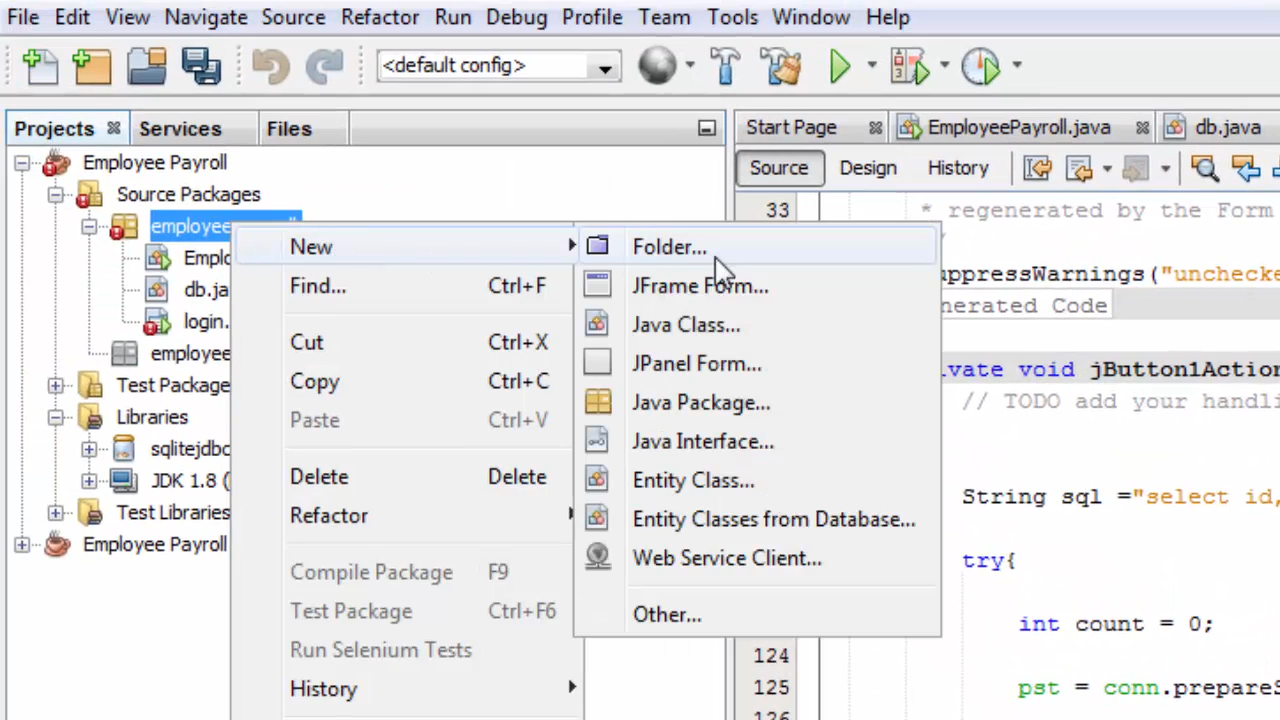 File Edit View Navigate Source Refactor Run Debug Profile Team Tools Window Help
<default config>
Projects Services Files
Start Page EmployeePayroll.java db.java
Source Design History
Employee Payroll
Source Packages
employee
Emplo
db.ja
login.
employee
Test Package
Libraries
sqlitejdbc
JDK 1.8 (
Test Libraries
Employee Payroll
New
Find... Ctrl+F
Cut Ctrl+X
Copy Ctrl+C
Paste Ctrl+V
Delete Delete
Refactor
Compile Package F9
Test Package Ctrl+F6
Run Selenium Tests
History
Folder...
JFrame Form...
Java Class...
JPanel Form...
Java Package...
Java Interface...
Entity Class...
Entity Classes from Database...
Web Service Client...
Other...
33 * regenerated by the Form
uppressWarnings("unchecke
nerated Code
vate void jButton1Action
// TODO add your handli
String sql ="select id,
try{
int count = 0;
124
125 pst = conn.prepareS
126